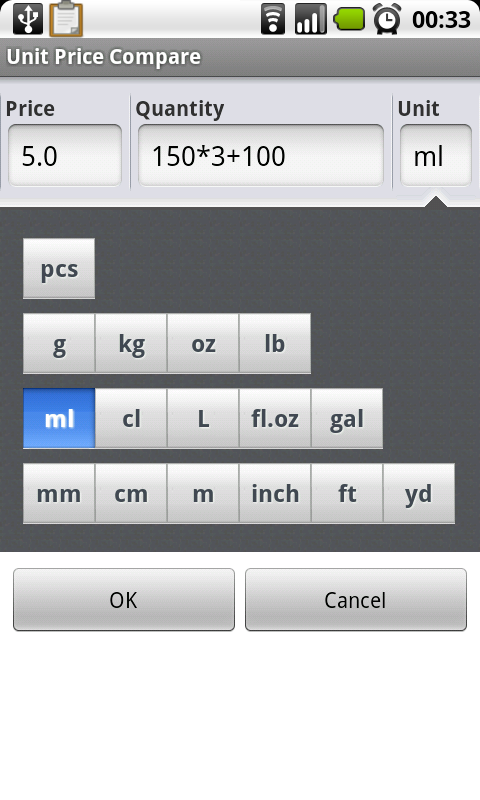 00:33
Unit Price Compare
Price Quantity Unit
5.0 150*3+100 ml
pcs
g kg oz lb
ml cl L fl.oz gal
mm cm m inch ft yd
OK Cancel